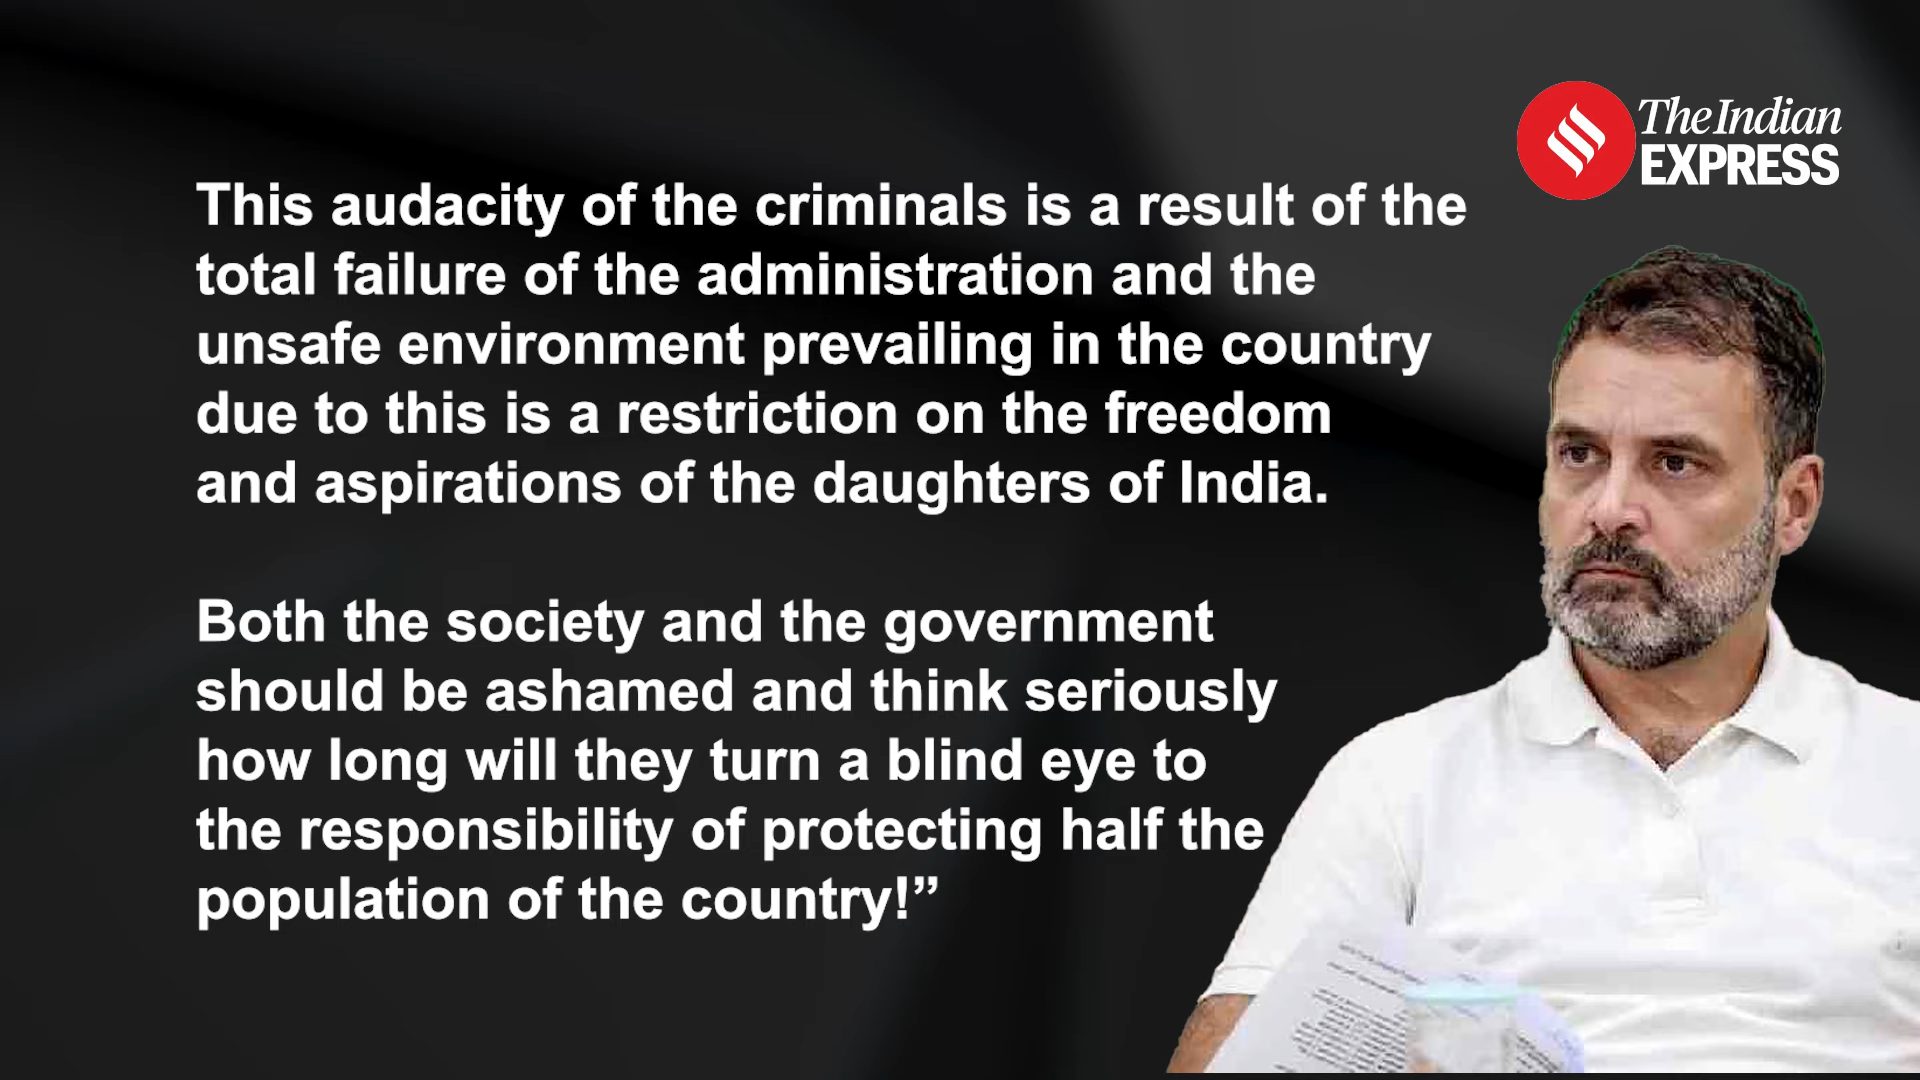 The Indian
EXPRESS
This audacity of the criminals is a result of the
total failure of the administration and the
unsafe environment prevailing in the country
due to this is a restriction on the freedom
and aspirations of the daughters of India.
Both the society and the government
should be ashamed and think seriously
how long will they turn a blind eye to
the responsibility of protecting half the
population of the country!”